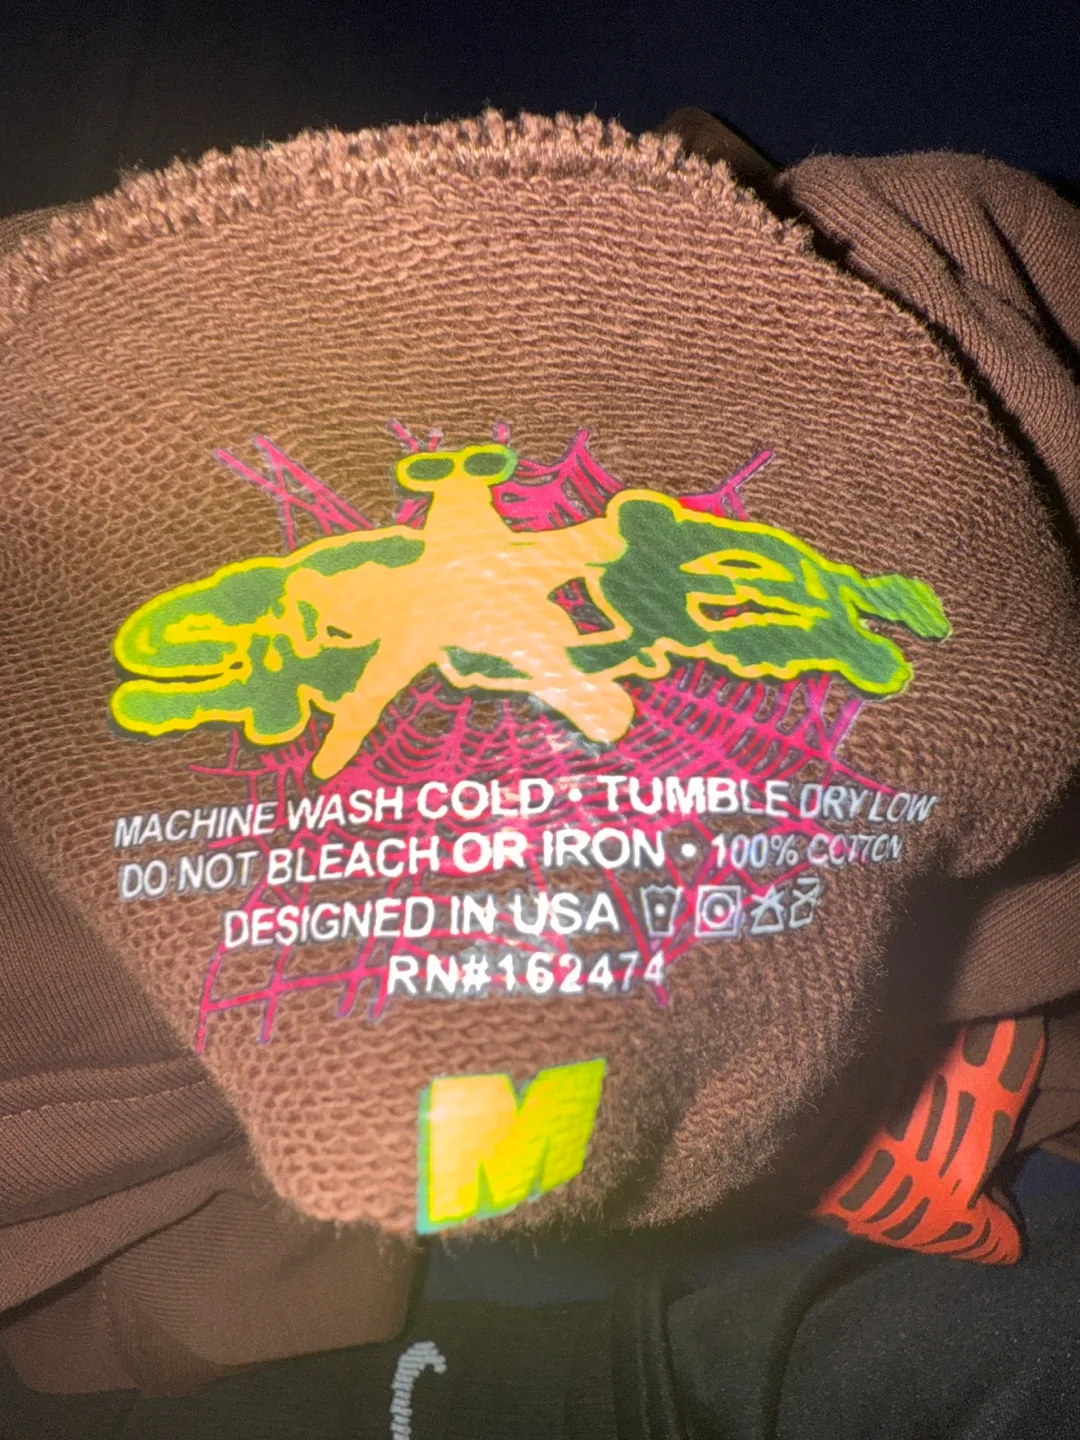 MACHINE WASH COLD • TUMBLE DRY LOW
DO NOT BLEACH OR IRON • 100% COTTON
DESIGNED IN USA
RN#162474
M